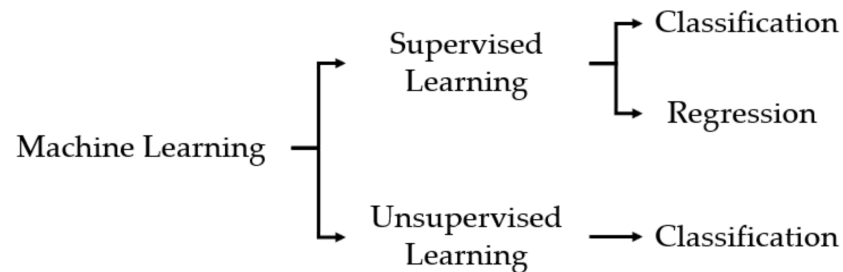 Classification
Supervised
Learning
Regression
Machine Learning
Unsupervised
Learning
Classification